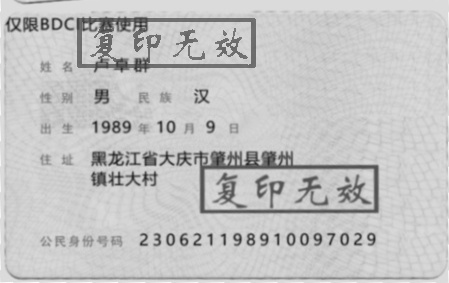 仅限BDCI比赛使用
复印无效
姓名 卢卓群
性别 男 民族 汉
出生 1989 年 10 月 9 日
住址 黑龙江省大庆市肇州县肇州
镇壮大村
复印无效
公民身份号码 230621198910097029